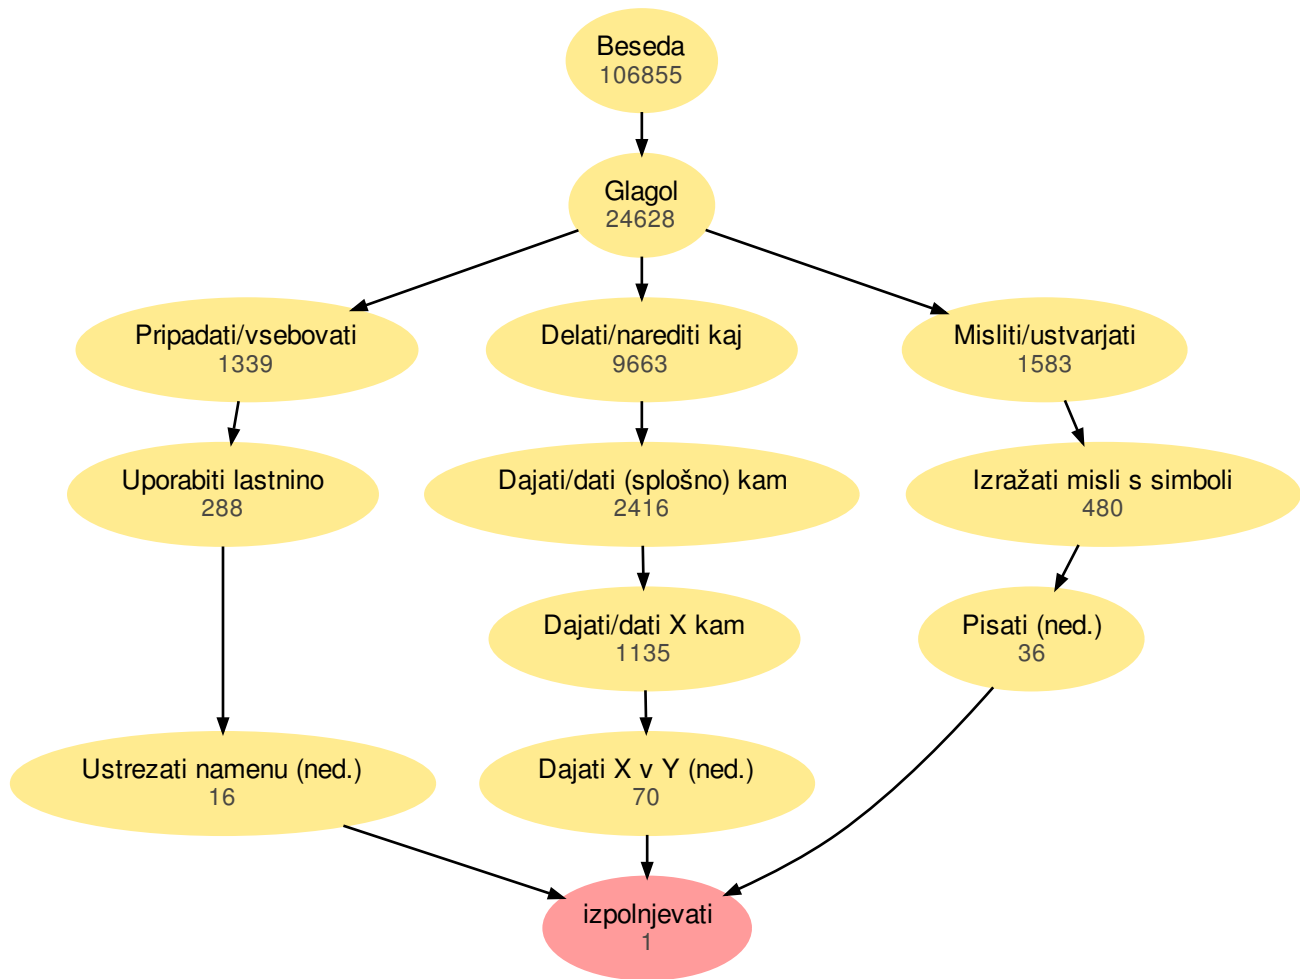 Beseda
106855
Glagol
24628
Pripadati/vsebovati
1339
Delati/narediti kaj
9663
Misliti/ustvarjati
1583
Uporabiti lastnino
288
Dajati/dati (splošno) kam
2416
Izražati misli s simboli
480
Dajati/dati X kam
1135
Pisati (ned.)
36
Ustrezati namenu (ned.)
16
Dajati X v Y (ned.)
70
izpolnjevati
1